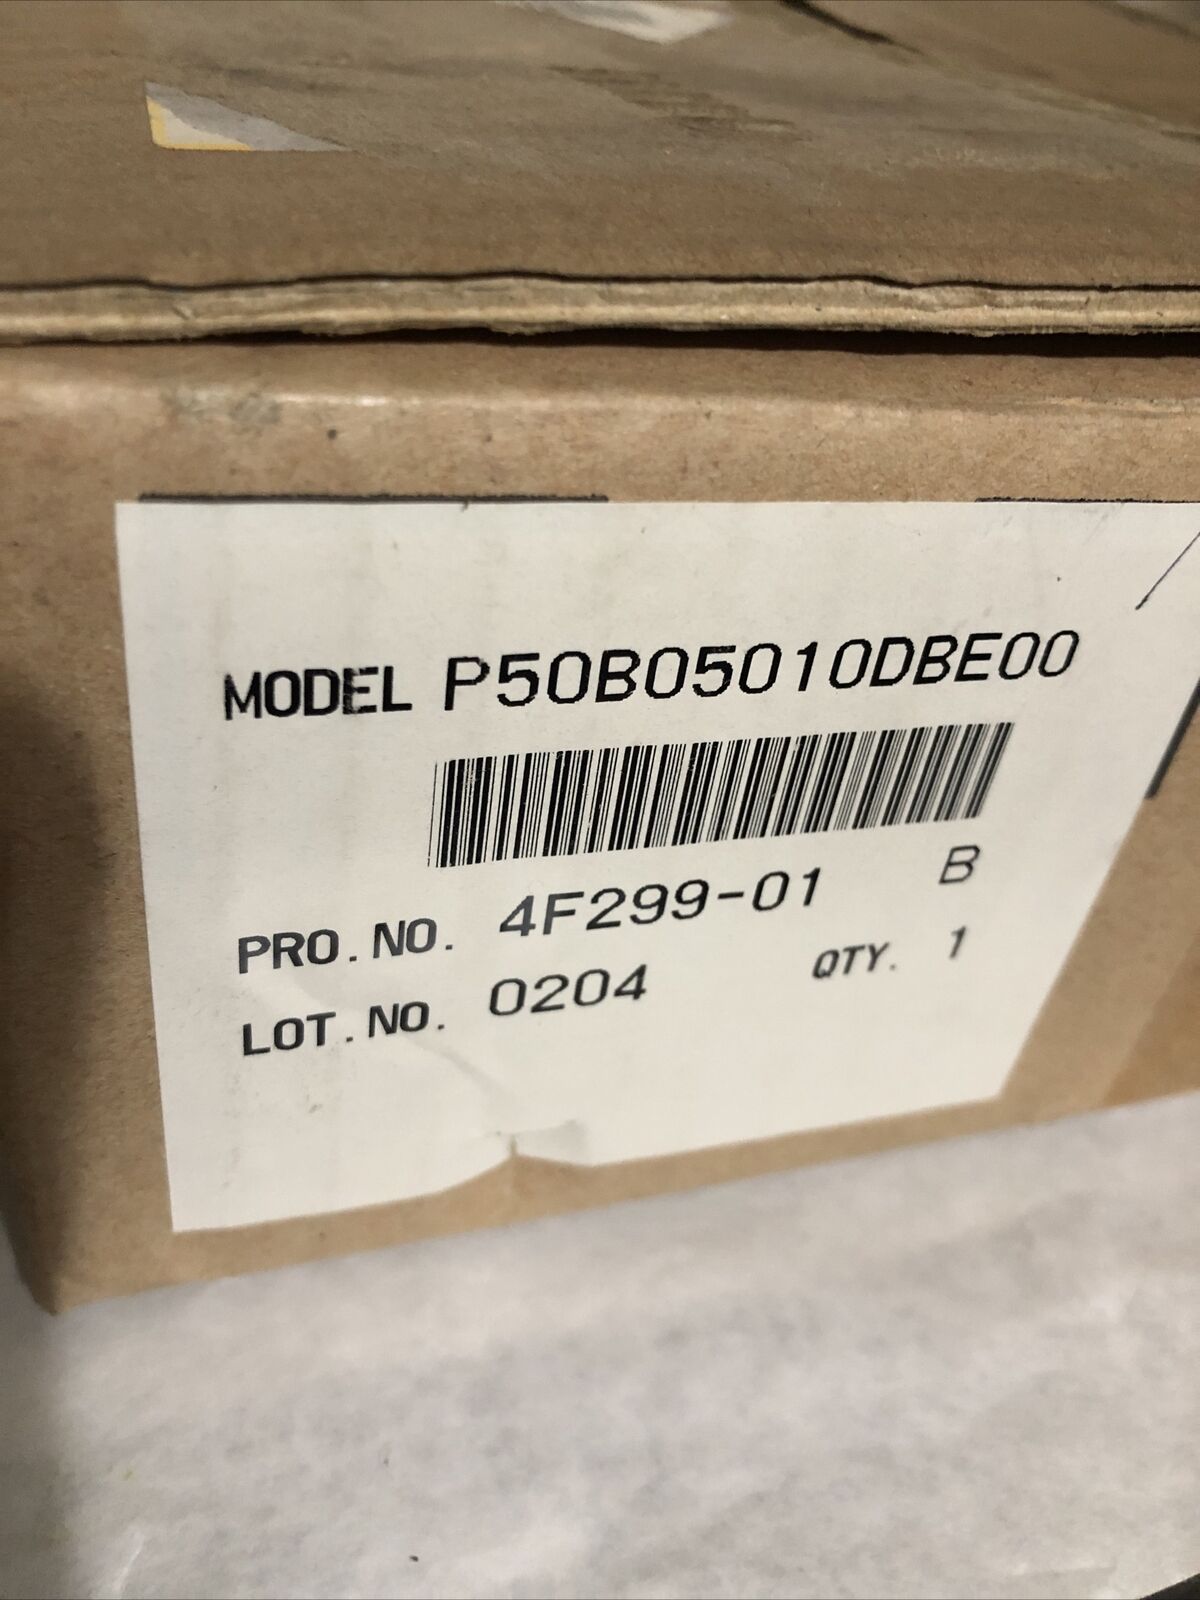 MODEL P50B05010DBE00
PRO.NO. 4F299-01 B
LOT.NO. 0204 QTY. 1